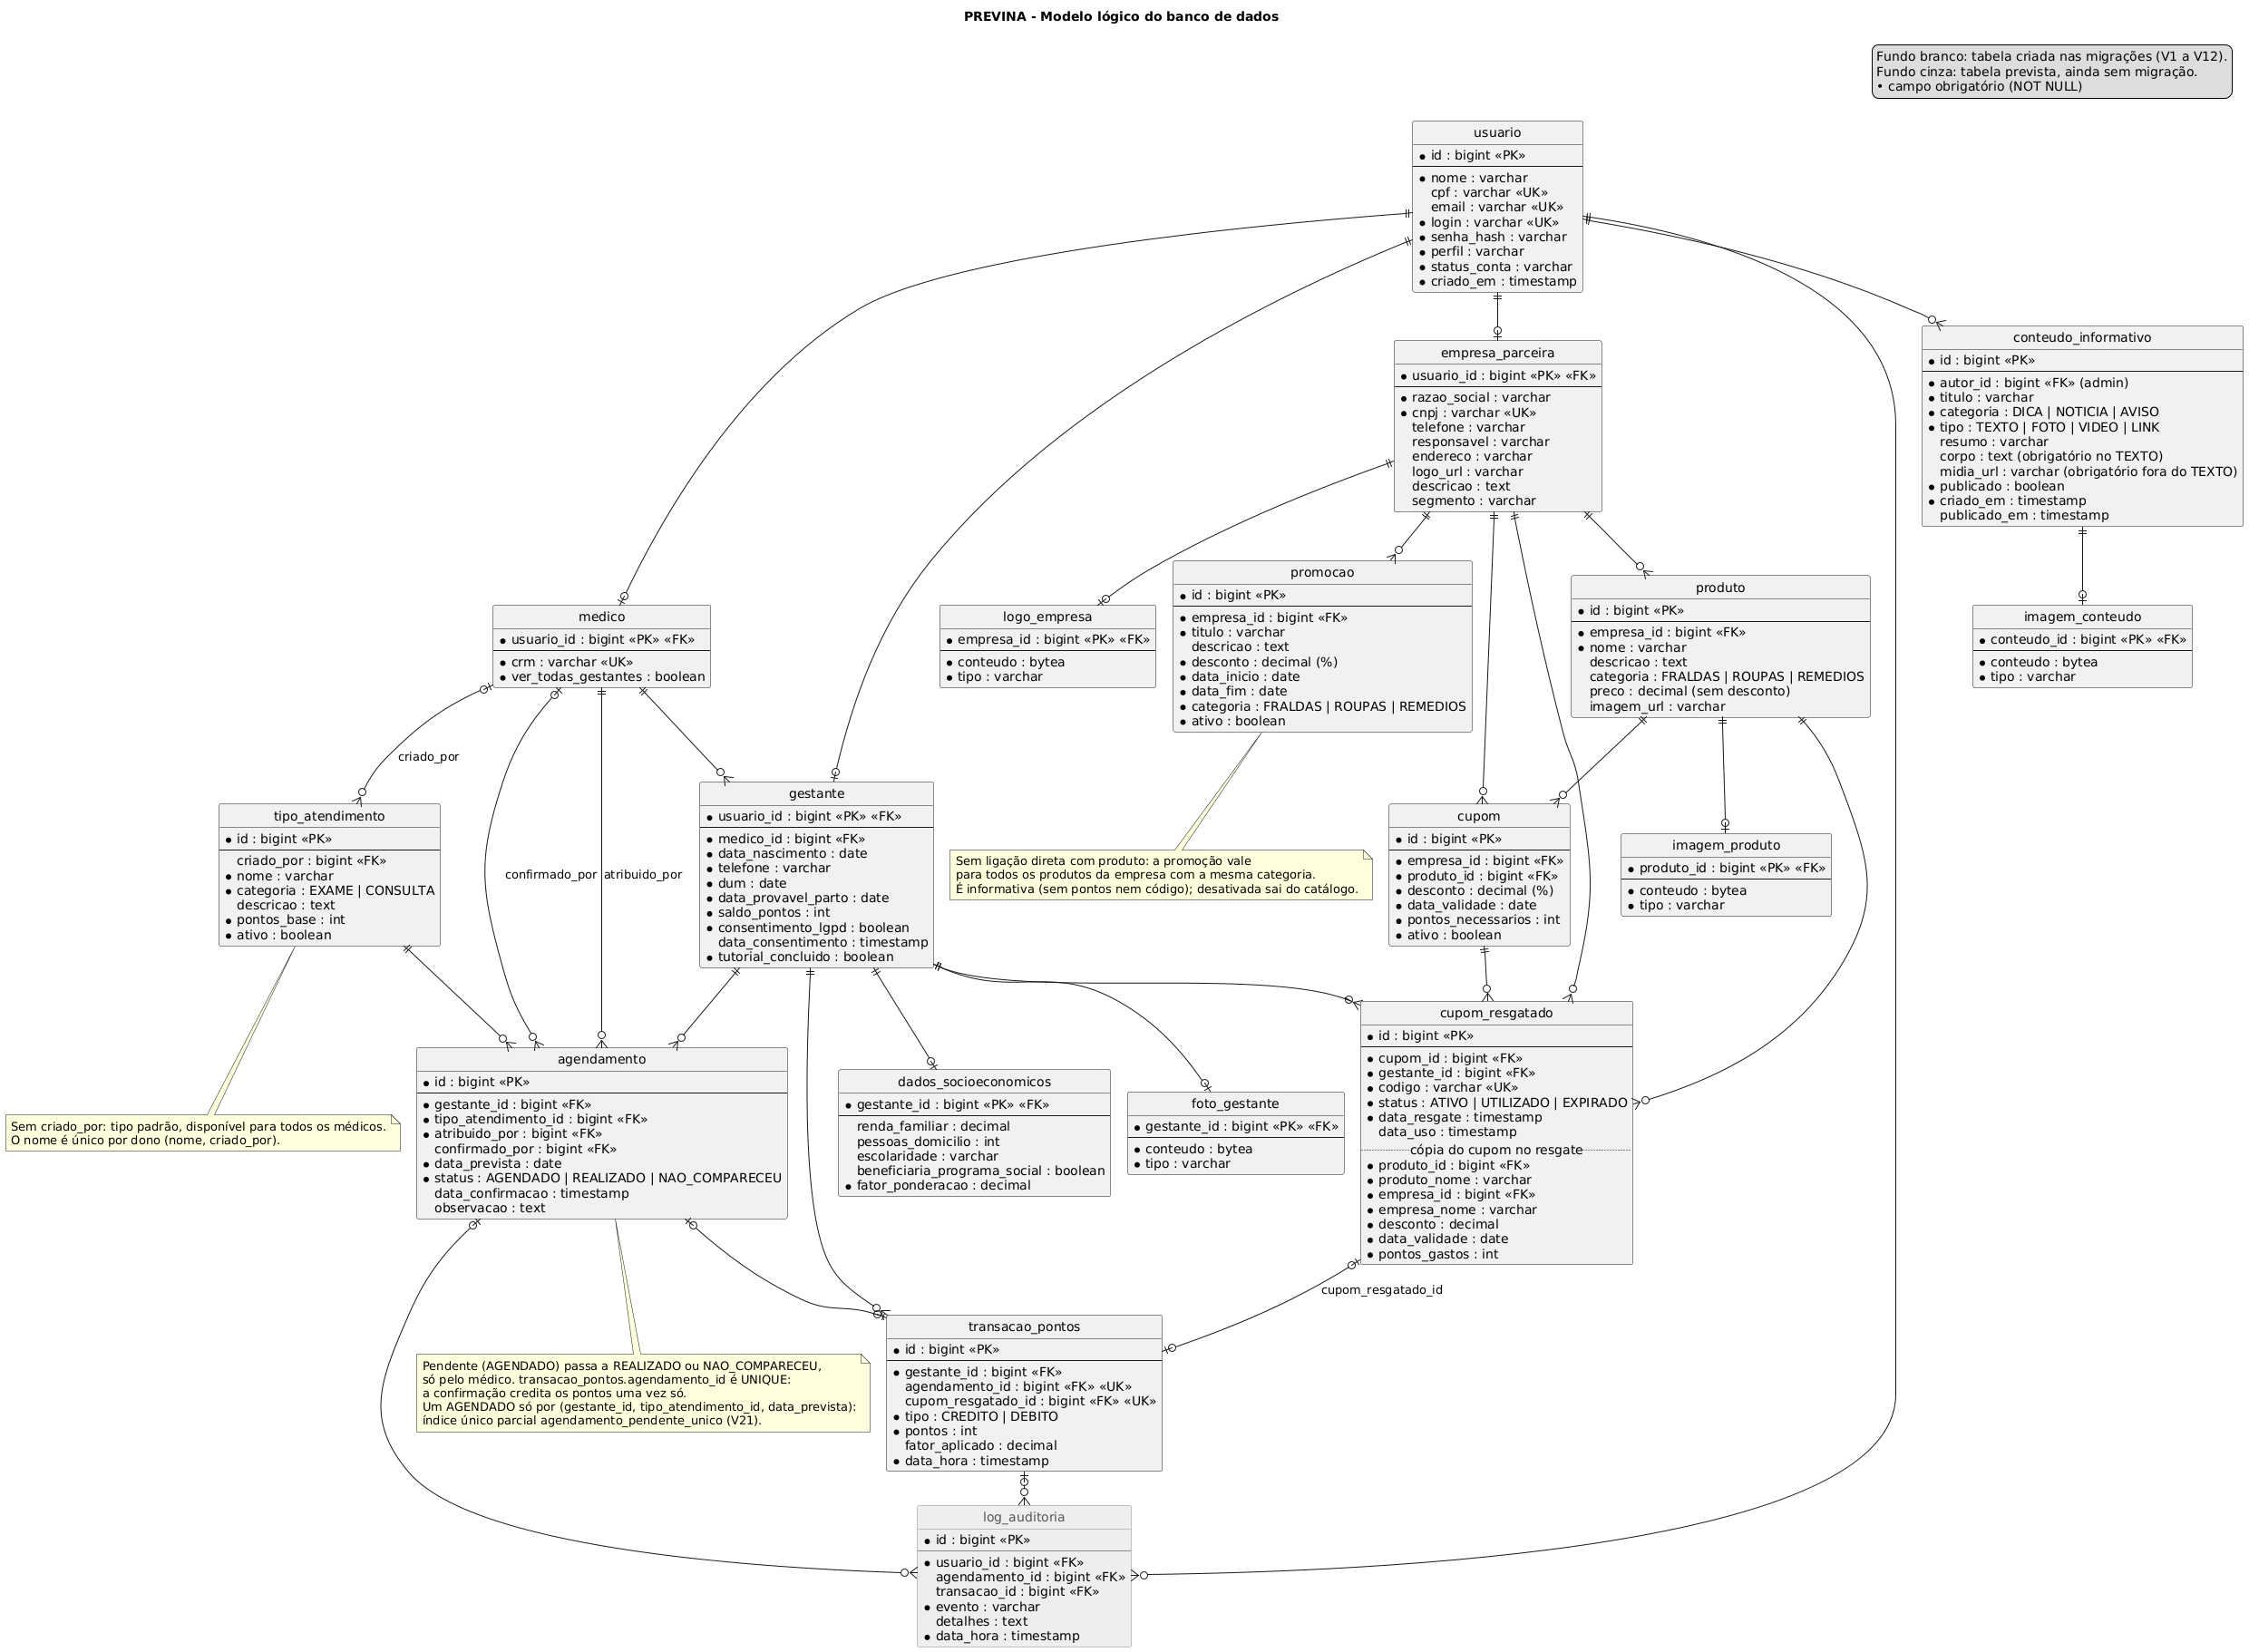 PREVINA - Modelo lógico do banco de dados
Fundo branco: tabela criada nas migrações (V1 a V12).
Fundo cinza: tabela prevista, ainda sem migração.
• campo obrigatório (NOT NULL)
usuario
id : bigint «PK»
nome : varchar
cpf : varchar «UK»
email : varchar «UK»
login : varchar «UK»
senha_hash : varchar
perfil : varchar
status_conta : varchar
criado_em : timestamp
empresa_parceira
usuario_id : bigint «PK» «FK»
razao_social : varchar
cnpj : varchar «UK»
telefone : varchar
responsavel : varchar
endereco : varchar
logo_url : varchar
descricao : text
segmento : varchar
conteudo_informativo
id : bigint «PK»
autor_id : bigint «FK» (admin)
titulo : varchar
categoria : DICA | NOTICIA | AVISO
tipo : TEXTO | FOTO | VIDEO | LINK
resumo : varchar
corpo : text (obrigatório no TEXTO)
midia_url : varchar (obrigatório fora do TEXTO)
publicado : boolean
criado_em : timestamp
publicado_em : timestamp
medico
usuario_id : bigint «PK» «FK»
crm : varchar «UK»
ver_todas_gestantes : boolean
logo_empresa
empresa_id : bigint «PK» «FK»
conteudo : bytea
tipo : varchar
promocao
id : bigint «PK»
empresa_id : bigint «FK»
titulo : varchar
descricao : text
desconto : decimal (%)
data_inicio : date
data_fim : date
categoria : FRALDAS | ROUPAS | REMEDIOS
ativo : boolean
produto
id : bigint «PK»
empresa_id : bigint «FK»
nome : varchar
descricao : text
categoria : FRALDAS | ROUPAS | REMEDIOS
preco : decimal (sem desconto)
imagem_url : varchar
imagem_conteudo
conteudo_id : bigint «PK» «FK»
conteudo : bytea
tipo : varchar
criado_por
confirmado_por
atribuido_por
tipo_atendimento
id : bigint «PK»
criado_por : bigint «FK»
nome : varchar
categoria : EXAME | CONSULTA
descricao : text
pontos_base : int
ativo : boolean
gestante
usuario_id : bigint «PK» «FK»
medico_id : bigint «FK»
data_nascimento : date
telefone : varchar
dum : date
data_provavel_parto : date
saldo_pontos : int
consentimento_lgpd : boolean
data_consentimento : timestamp
tutorial_concluido : boolean
Sem ligação direta com produto: a promoção vale
para todos os produtos da empresa com a mesma categoria.
É informativa (sem pontos nem código); desativada sai do catálogo.
cupom
id : bigint «PK»
empresa_id : bigint «FK»
produto_id : bigint «FK»
desconto : decimal (%)
data_validade : date
pontos_necessarios : int
ativo : boolean
imagem_produto
produto_id : bigint «PK» «FK»
conteudo : bytea
tipo : varchar
Sem criado_por: tipo padrão, disponível para todos os médicos.
O nome é único por dono (nome, criado_por).
agendamento
id : bigint «PK»
gestante_id : bigint «FK»
tipo_atendimento_id : bigint «FK»
atribuido_por : bigint «FK»
confirmado_por : bigint «FK»
data_prevista : date
status : AGENDADO | REALIZADO | NAO_COMPARECEU
data_confirmacao : timestamp
observacao : text
dados_socioeconomicos
gestante_id : bigint «PK» «FK»
renda_familiar : decimal
pessoas_domicilio : int
escolaridade : varchar
beneficiaria_programa_social : boolean
fator_ponderacao : decimal
foto_gestante
gestante_id : bigint «PK» «FK»
conteudo : bytea
tipo : varchar
cupom_resgatado
id : bigint «PK»
cupom_id : bigint «FK»
gestante_id : bigint «FK»
codigo : varchar «UK»
status : ATIVO | UTILIZADO | EXPIRADO
data_resgate : timestamp
data_uso : timestamp
cópia do cupom no resgate
produto_id : bigint «FK»
produto_nome : varchar
empresa_id : bigint «FK»
empresa_nome : varchar
desconto : decimal
data_validade : date
pontos_gastos : int
cupom_resgatado_id
Pendente (AGENDADO) passa a REALIZADO ou NAO_COMPARECEU,
só pelo médico. transacao_pontos.agendamento_id é UNIQUE:
a confirmação credita os pontos uma vez só.
Um AGENDADO só por (gestante_id, tipo_atendimento_id, data_prevista):
índice único parcial agendamento_pendente_unico (V21).
transacao_pontos
id : bigint «PK»
gestante_id : bigint «FK»
agendamento_id : bigint «FK» «UK»
cupom_resgatado_id : bigint «FK» «UK»
tipo : CREDITO | DEBITO
pontos : int
fator_aplicado : decimal
data_hora : timestamp
log_auditoria
id : bigint «PK»
usuario_id : bigint «FK»
agendamento_id : bigint «FK»
transacao_id : bigint «FK»
evento : varchar
detalhes : text
data_hora : timestamp